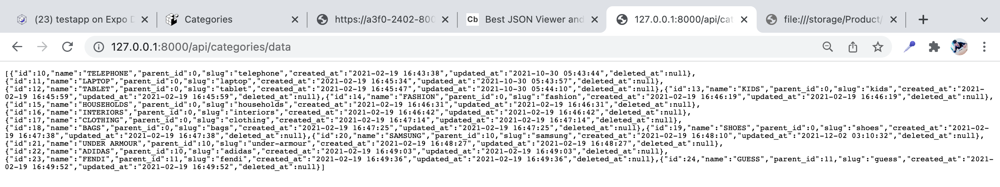 (23) testapp on Expo D
Categories
https://a3f0-2402-800
Cb
Best JSON Viewer and
127.0.0.1:8000/api/cat
file:///storage/Product/
127.0.0.1:8000/api/categories/data
[{"id":10,"name":"TELEPHONE","parent_id":0,"slug":"telephone","created_at":"2021-02-19 16:43:38","updated_at":"2021-10-30 05:43:44","deleted_at":null},
{"id":11,"name":"LAPTOP","parent_id":0,"slug":"laptop","created_at":"2021-02-19 16:45:34","updated_at":"2021-10-30 05:43:57","deleted_at":null},
{"id":12,"name":"TABLET","parent_id":0,"slug":"tablet","created_at":"2021-02-19 16:45:47","updated_at":"2021-10-30 05:44:10","deleted_at":null},{"id":13,"name":"KIDS","parent_id":0,"slug":"kids","created_at":"2021-
02-19 16:45:59","updated_at":"2021-02-19 16:45:59","deleted_at":null},{"id":14,"name":"FASHION","parent_id":0,"slug":"fashion","created_at":"2021-02-19 16:46:19","updated_at":"2021-02-19 16:46:19","deleted_at":null},
{"id":15,"name":"HOUSEHOLDS","parent_id":0,"slug":"households","created_at":"2021-02-19 16:46:31","updated_at":"2021-02-19 16:46:31","deleted_at":null},
{"id":16,"name":"INTERIORS","parent_id":0,"slug":"interiors","created_at":"2021-02-19 16:46:42","updated_at":"2021-02-19 16:46:42","deleted_at":null},
{"id":17,"name":"CLOTHING","parent_id":0,"slug":"clothing","created_at":"2021-02-19 16:47:14","updated_at":"2021-02-19 16:47:14","deleted_at":null},
{"id":18,"name":"BAGS","parent_id":0,"slug":"bags","created_at":"2021-02-19 16:47:25","updated_at":"2021-02-19 16:47:25","deleted_at":null},{"id":19,"name":"SHOES","parent_id":0,"slug":"shoes","created_at":"2021-02-
19 16:47:38","updated_at":"2021-02-19 16:47:38","deleted_at":null},{"id":20,"name":"SAMSUNG","parent_id":10,"slug":"samsung","created_at":"2021-02-19 16:48:10","updated_at":"2021-12-02 03:10:32","deleted_at":null},
{"id":21,"name":"UNDER ARMOUR","parent_id":10,"slug":"under-armour","created_at":"2021-02-19 16:48:27","updated_at":"2021-02-19 16:48:27","deleted_at":null},
{"id":22,"name":"ADIDAS","parent_id":10,"slug":"adidas","created_at":"2021-02-19 16:49:03","updated_at":"2021-02-19 16:49:03","deleted_at":null},
{"id":23,"name":"FENDI","parent_id":11,"slug":"fendi","created_at":"2021-02-19 16:49:36","updated_at":"2021-02-19 16:49:36","deleted_at":null},{"id":24,"name":"GUESS","parent_id":11,"slug":"guess","created_at":"2021-
02-19 16:49:52","updated_at":"2021-02-19 16:49:52","deleted_at":null}]